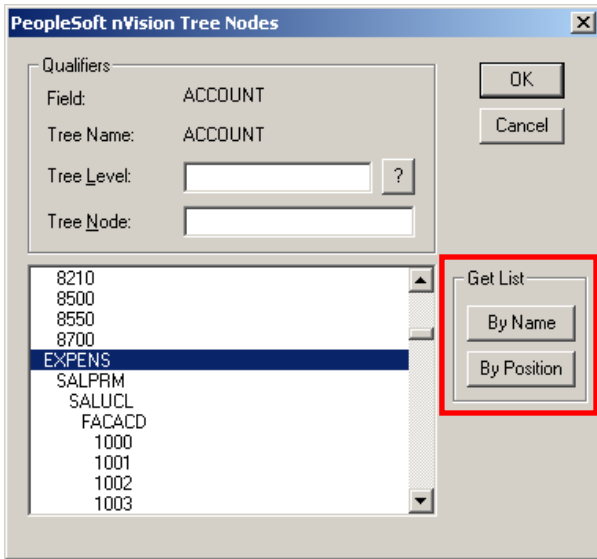 PeopleSoft nVision Tree Nodes
Qualifiers
Field: ACCOUNT
Tree Name: ACCOUNT
Tree Level: ?
Tree Node:
OK
Cancel
8210
8500
8550
8700
EXPENS
SALPRM
SALUCL
FACACD
1000
1001
1002
1003
Get List
By Name
By Position